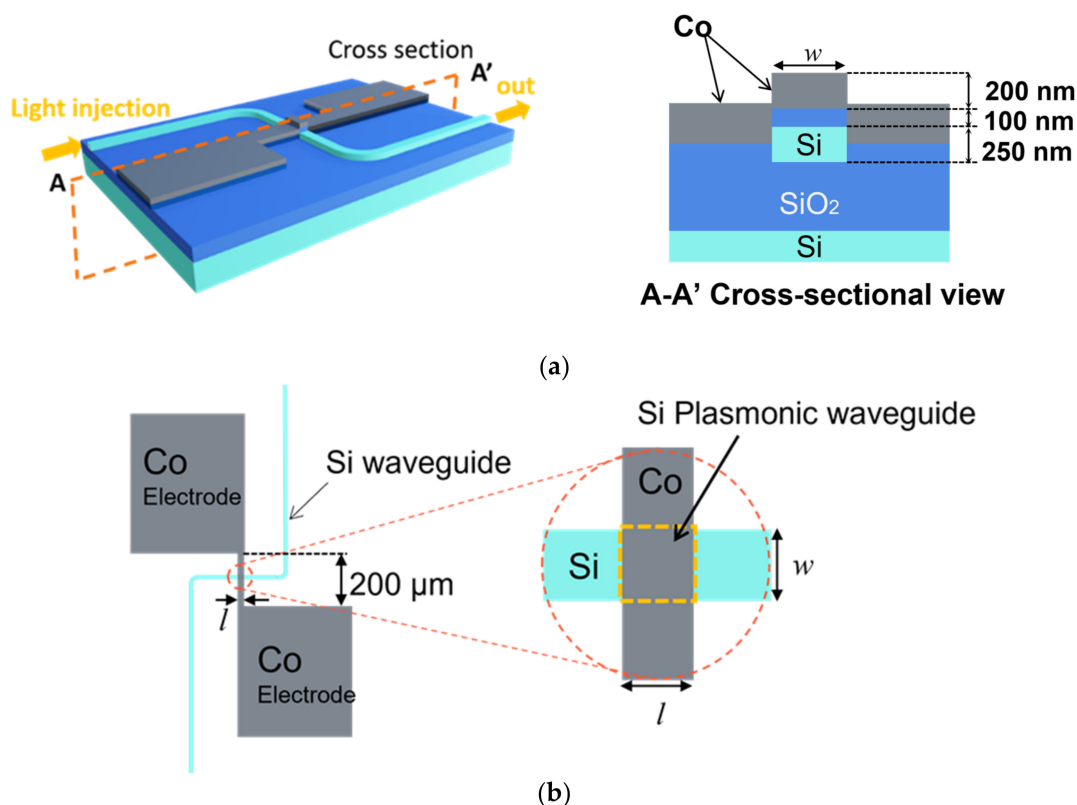 Cross section
A'
out
Light injection
A
Co
w
200 nm
100 nm
250 nm
Si
SiO2
Si
A-A' Cross-sectional view
(a)
Si Plasmonic waveguide
Co
Electrode
Si waveguide
Co
Si
w
200 μm
l
Co
Electrode
l
(b)